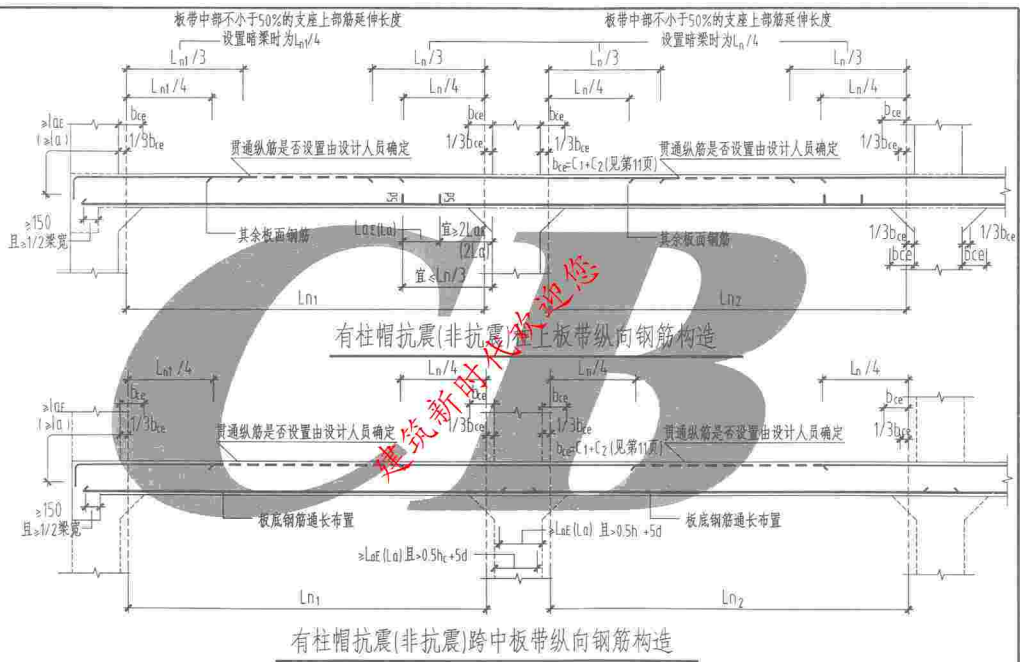 板带中部不小于50%的支座上部筋延伸长度
设置暗梁时为Ln1/4
板带中部不小于50%的支座上部筋延伸长度
设置暗梁时为Ln/4
Ln1/3
Ln/3
Ln/3
Ln/3
Ln1/4
Ln/4
Ln/4
Ln/4
≥laE
(≥la)
bce
1/3bce
bce
1/3bce
bce
bce
1/3bce
贯通纵筋是否设置由设计人员确定
bce=C1+C2(见第11页)
贯通纵筋是否设置由设计人员确定
≥150
且≥1/2梁宽
其余板面钢筋
LaE(La)
宜≥2LaE
(2La)
宜≤Ln/3
其余板面钢筋
1/3bce
1/3bce
bce
bce
Ln1
Ln2
有柱帽抗震(非抗震)柱上板带纵向钢筋构造
CB
建筑新时代欢迎您
Ln1/4
Ln/4
Ln/4
Ln/4
≥laE
(≥la)
bce
1/3bce
bce
1/3bce
bce
1/3bce
bce
1/3bce
贯通纵筋是否设置由设计人员确定
bce=C1+C2(见第11页)
贯通纵筋是否设置由设计人员确定
≥150
且≥1/2梁宽
板底钢筋通长布置
板底钢筋通长布置
≥LaE(La)且>0.5h +5d
≥LaE(La)且>0.5hc+5d
Ln1
Ln2
有柱帽抗震(非抗震)跨中板带纵向钢筋构造